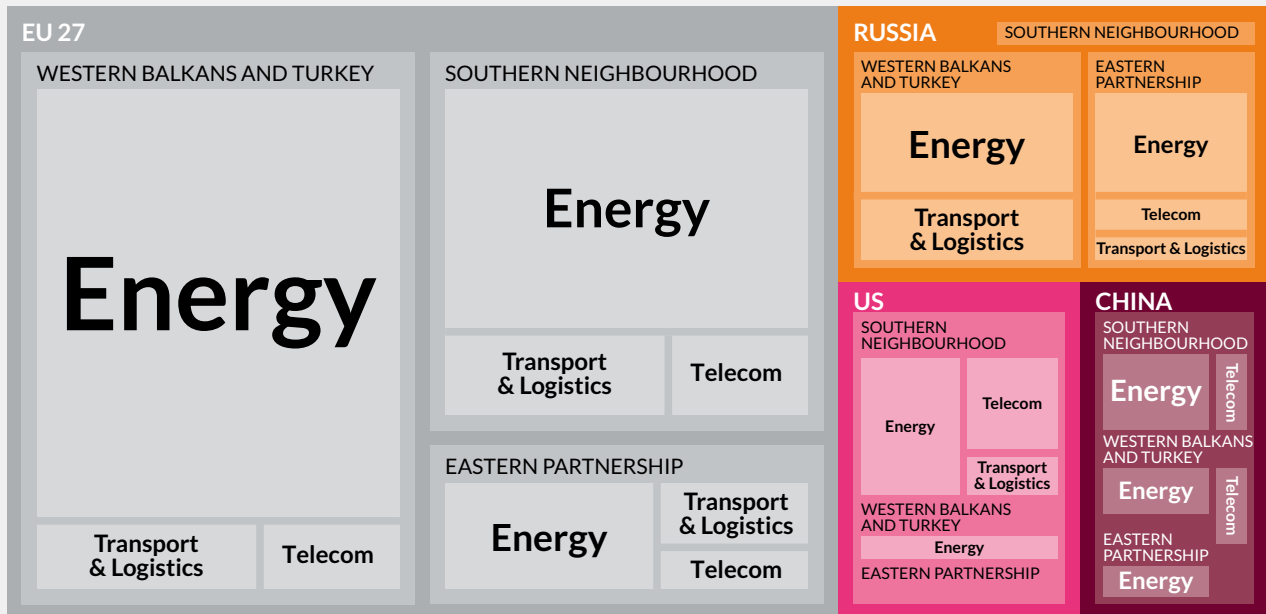 EU 27
WESTERN BALKANS AND TURKEY
Energy
Transport
& Logistics
Telecom
SOUTHERN NEIGHBOURHOOD
Energy
Transport
& Logistics
Telecom
EASTERN PARTNERSHIP
Energy
Transport
& Logistics
Telecom
RUSSIA
SOUTHERN NEIGHBOURHOOD
WESTERN BALKANS
AND TURKEY
Energy
Transport
& Logistics
EASTERN
PARTNERSHIP
Energy
Telecom
Transport & Logistics
US
SOUTHERN
NEIGHBOURHOOD
Energy
Telecom
Transport
& Logistics
WESTERN BALKANS
AND TURKEY
Energy
EASTERN PARTNERSHIP
CHINA
SOUTHERN
NEIGHBOURHOOD
Energy
Telecom
WESTERN BALKANS
AND TURKEY
Energy
Telecom
EASTERN
PARTNERSHIP
Energy